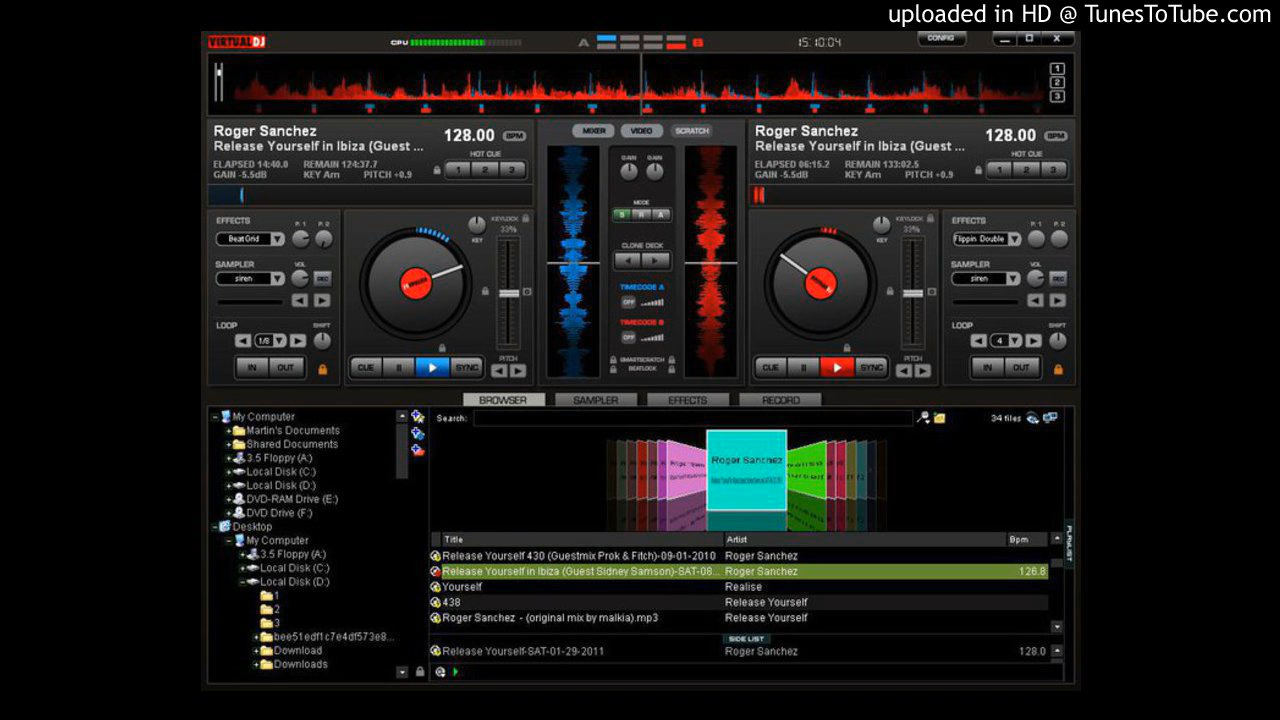 uploaded in HD @ TunesToTube.com
VIRTUAL DJ
CPU
A
B
15:10:04
CONFIG
1
2
3
Roger Sanchez
128.00 BPM
Release Yourself in Ibiza (Guest ...
ELAPSED 14:40.0 REMAIN 124:37.7
GAIN -5.5dB KEY Am PITCH +0.9
HOT CUE
1 2 3
MIXER VIDEO SCRATCH
Roger Sanchez
128.00 BPM
Release Yourself in Ibiza (Guest ...
ELAPSED 06:15.2 REMAIN 133:02.5
GAIN -5.5dB KEY Am PITCH +0.9
HOT CUE
1 2 3
EFFECTS
P. 1 P. 2
BeatGrid
SAMPLER
VOL
siren
REC
LOOP
SHIFT
1/8
IN OUT
KEY
KEYLOCK
33%
PITCH
CUE II SYNC
GAIN GAIN
MODE
S R A
CLONE DECK
TIMECODE A
OFF
TIMECODE B
OFF
SMARTSCRATCH
BEATLOCK
KEY
KEYLOCK
33%
PITCH
CUE II SYNC
EFFECTS
P. 1 P. 2
Flippin Double
SAMPLER
VOL
siren
REC
LOOP
SHIFT
4
IN OUT
BROWSER SAMPLER EFFECTS RECORD
My Computer
Martin's Documents
Shared Documents
3.5 Floppy (A:)
Local Disk (C:)
Local Disk (D:)
DVD-RAM Drive (E:)
DVD Drive (F:)
Desktop
My Computer
3.5 Floppy (A:)
Local Disk (C:)
Local Disk (D:)
1
2
3
bee51edf1c7e4df573e8...
Download
Downloads
Search:
34 files
Roger Sanchez
Title Artist Bpm
Release Yourself 430 (Guestmix Prok & Fitch)-09-01-2010 Roger Sanchez
Release Yourself in Ibiza (Guest Sidney Samson)-SAT-08... Roger Sanchez 126.8
Yourself Realise
438 Release Yourself
Roger Sanchez - (original mix by malkia).mp3 Release Yourself
SIDE LIST
Release Yourself-SAT-01-29-2011 Roger Sanchez 128.0
PLAYLIST